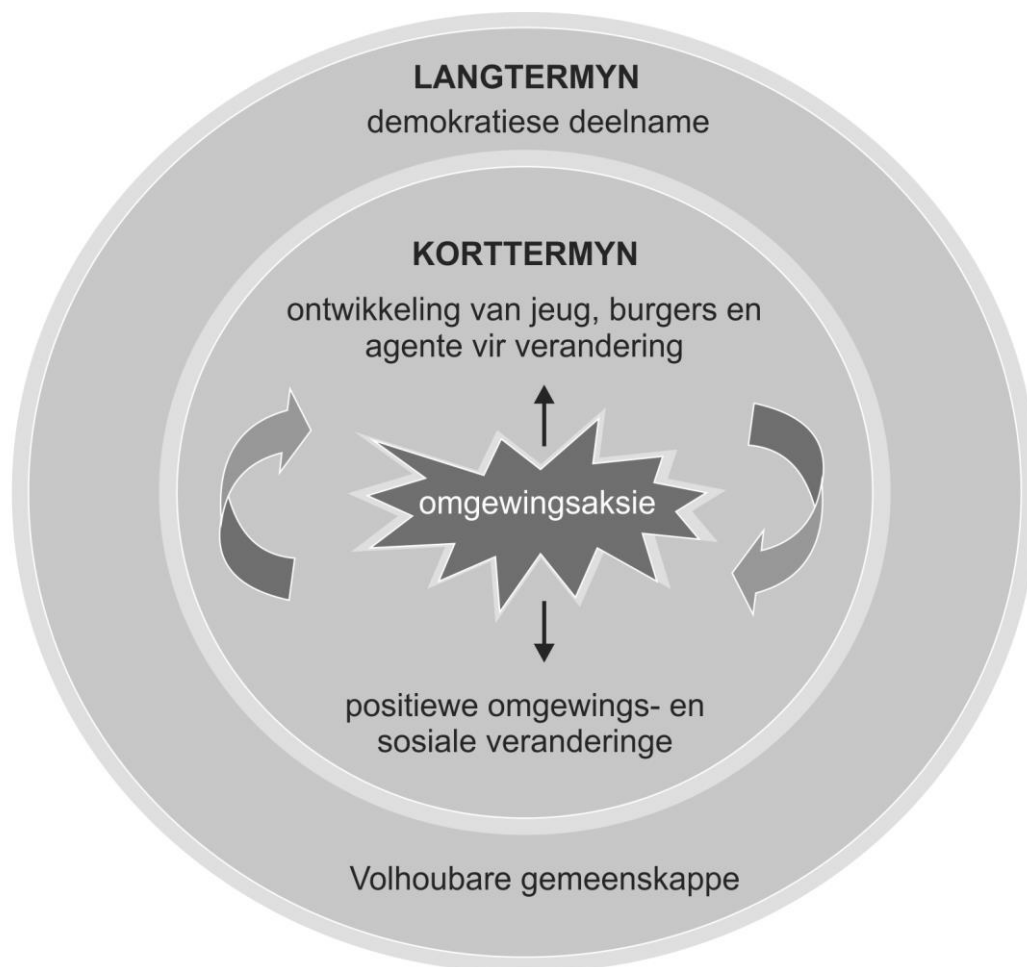 LANGTERMYN
demokratiese deelname
KORTTERMYN
ontwikkeling van jeug, burgers en
agente vir verandering
omgewingsaksie
positiewe omgewings- en
sosiale veranderinge
Volhoubare gemeenskappe